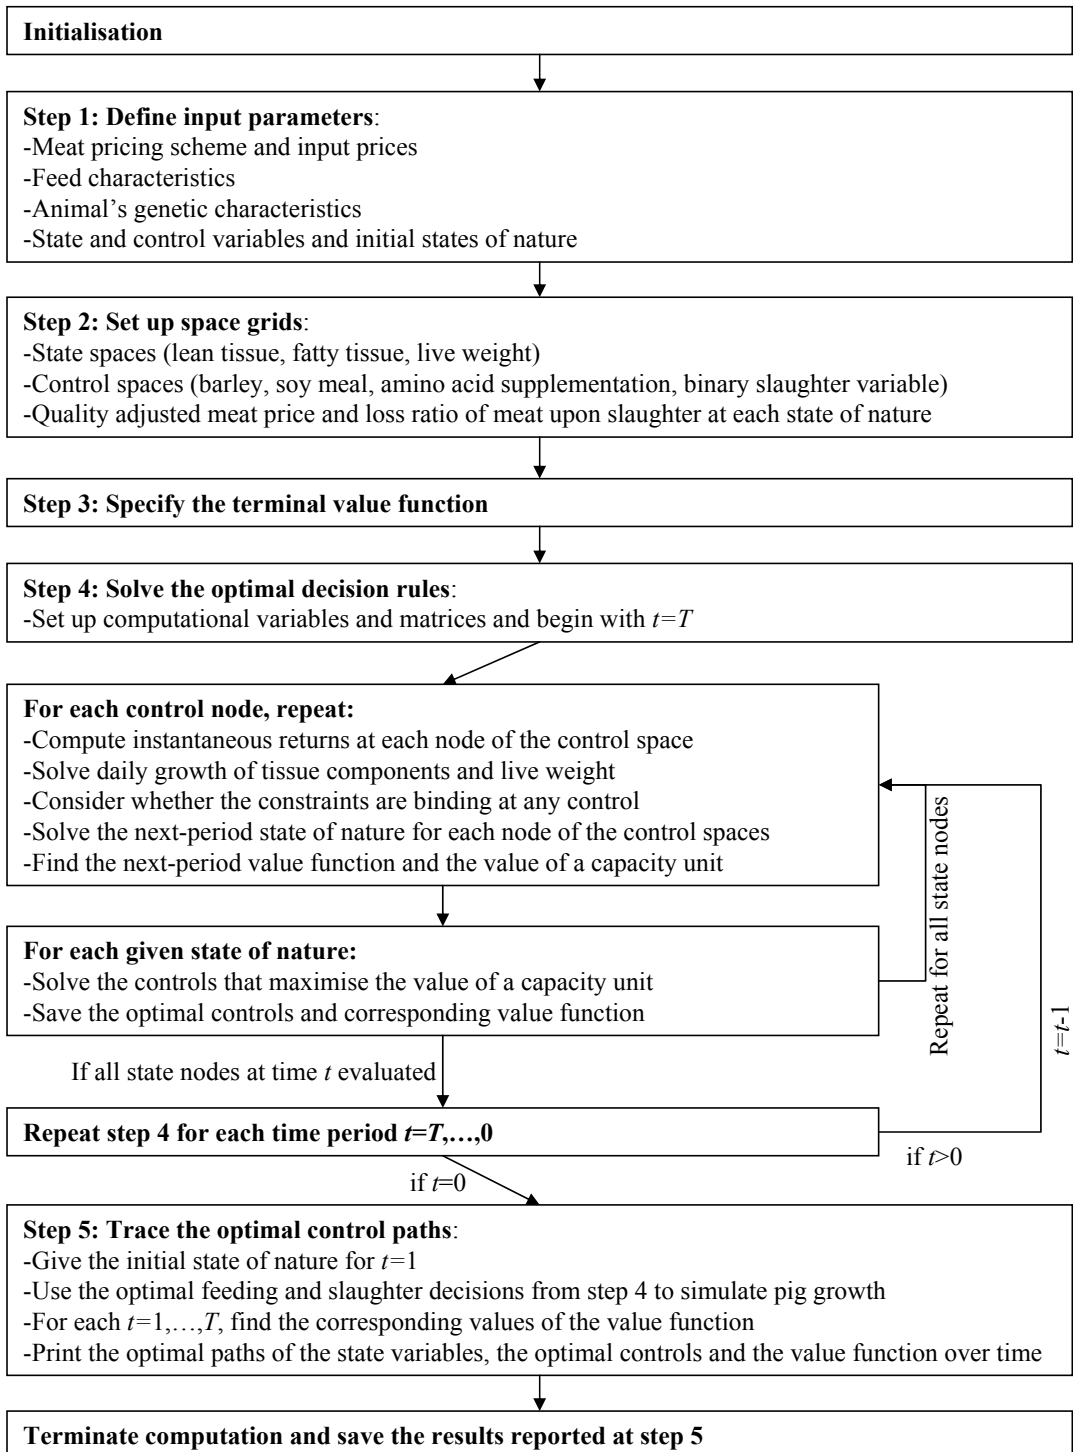 Initialisation
Step 1: Define input parameters:
-Meat pricing scheme and input prices
-Feed characteristics
-Animal’s genetic characteristics
-State and control variables and initial states of nature
Step 2: Set up space grids:
-State spaces (lean tissue, fatty tissue, live weight)
-Control spaces (barley, soy meal, amino acid supplementation, binary slaughter variable)
-Quality adjusted meat price and loss ratio of meat upon slaughter at each state of nature
Step 3: Specify the terminal value function
Step 4: Solve the optimal decision rules:
-Set up computational variables and matrices and begin with t=T
For each control node, repeat:
-Compute instantaneous returns at each node of the control space
-Solve daily growth of tissue components and live weight
-Consider whether the constraints are binding at any control
-Solve the next-period state of nature for each node of the control spaces
-Find the next-period value function and the value of a capacity unit
For each given state of nature:
-Solve the controls that maximise the value of a capacity unit
-Save the optimal controls and corresponding value function
Repeat for all state nodes
t=t-1
If all state nodes at time t evaluated
Repeat step 4 for each time period t=T,…,0
if t>0
if t=0
Step 5: Trace the optimal control paths:
-Give the initial state of nature for t=1
-Use the optimal feeding and slaughter decisions from step 4 to simulate pig growth
-For each t=1,…,T, find the corresponding values of the value function
-Print the optimal paths of the state variables, the optimal controls and the value function over time
Terminate computation and save the results reported at step 5